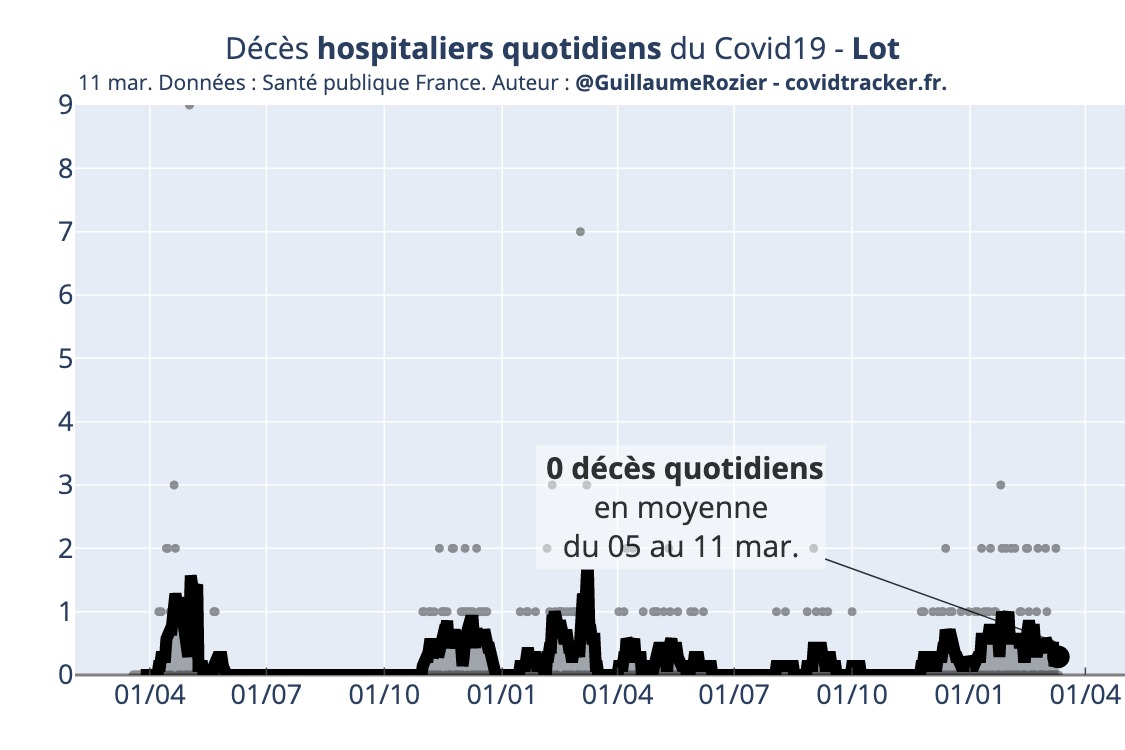 Décès hospitaliers quotidiens du Covid19 - Lot
11 mar. Données : Santé publique France. Auteur : @GuillaumeRozier - covidtracker.fr.
9
8
7
6
5
4
3
2
1
0
0 décès quotidiens
en moyenne
du 05 au 11 mar.
01/04 01/07 01/10 01/01 01/04 01/07 01/10 01/01 01/04